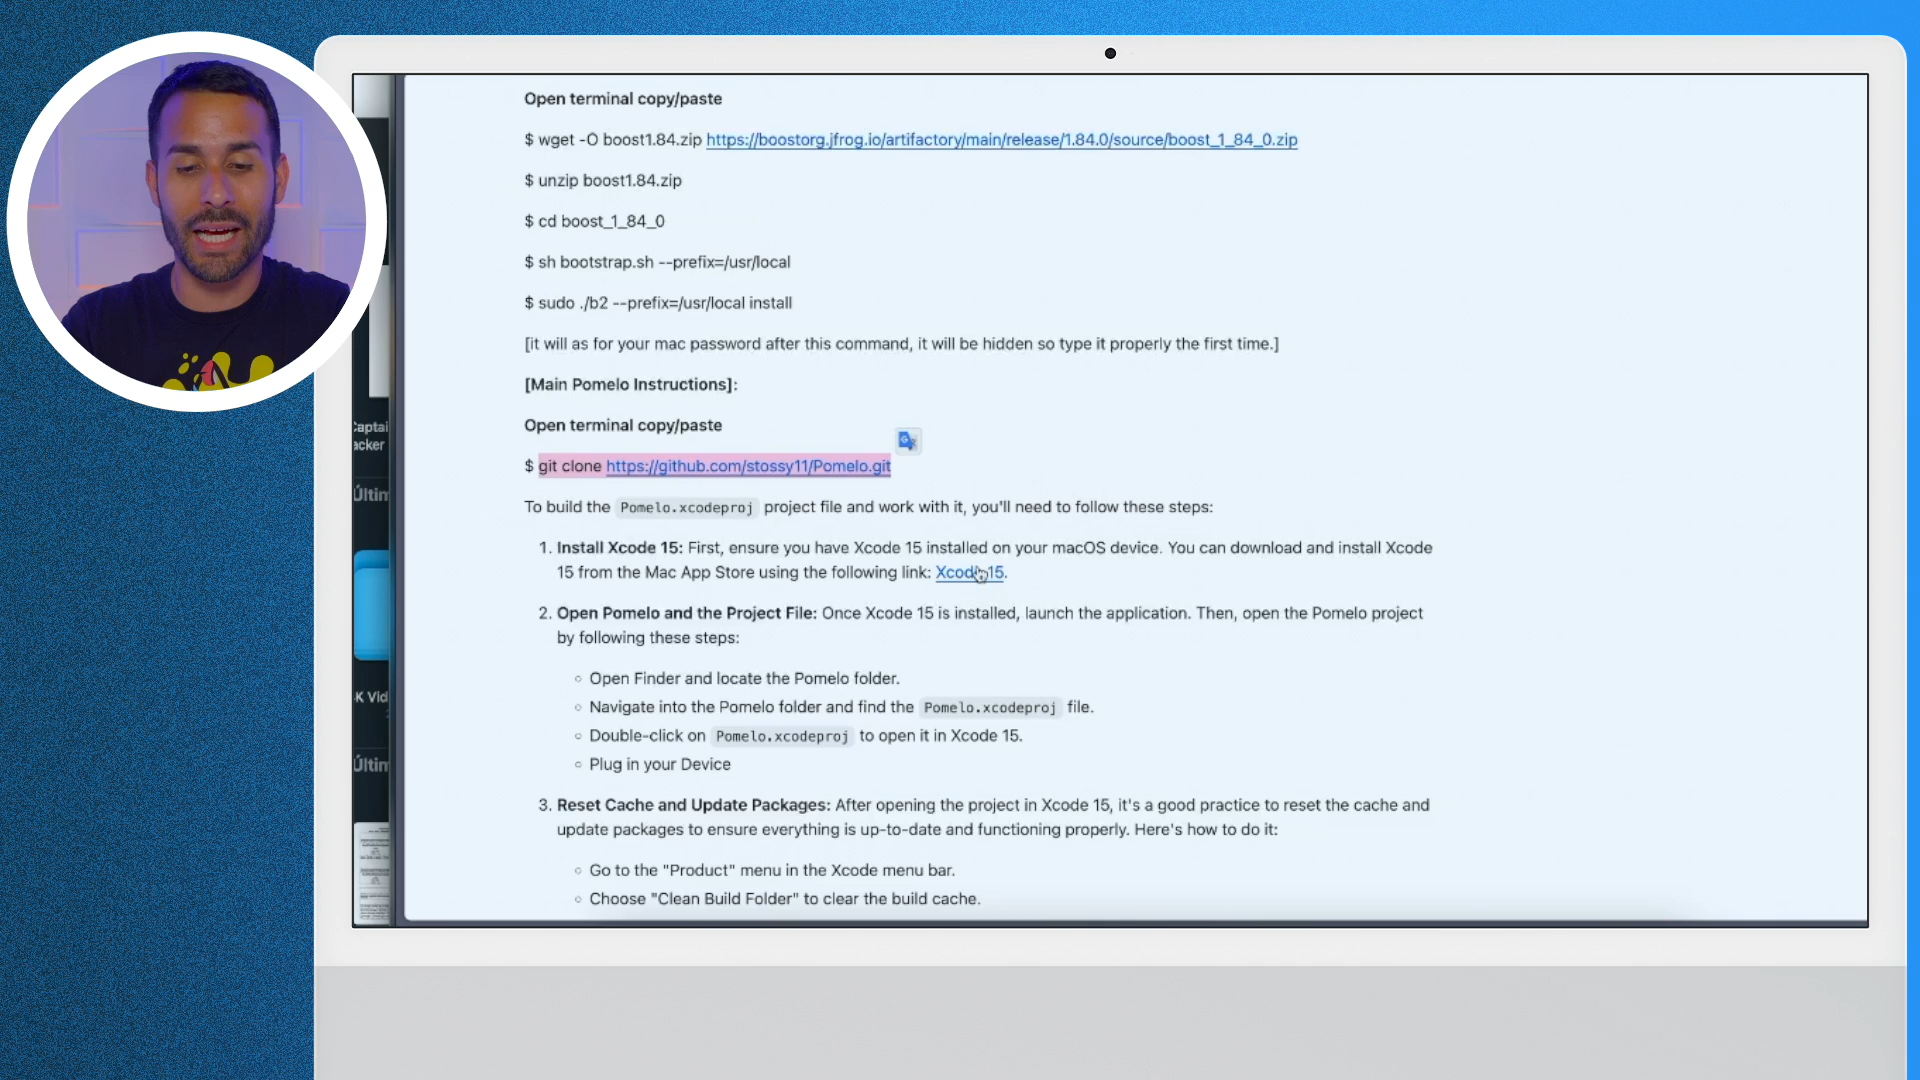 Open terminal copy/paste
$ wget -O boost1.84.zip https://boostorg.jfrog.io/artifactory/main/release/1.84.0/source/boost_1_84_0.zip
$ unzip boost1.84.zip
$ cd boost_1_84_0
$ sh bootstrap.sh --prefix=/usr/local
$ sudo ./b2 --prefix=/usr/local install
[it will as for your mac password after this command, it will be hidden so type it properly the first time.]
[Main Pomelo Instructions]:
Open terminal copy/paste
$ git clone https://github.com/stossy11/Pomelo.git
To build the Pomelo.xcodeproj project file and work with it, you'll need to follow these steps:
1. Install Xcode 15: First, ensure you have Xcode 15 installed on your macOS device. You can download and install Xcode
15 from the Mac App Store using the following link: Xcode 15.
2. Open Pomelo and the Project File: Once Xcode 15 is installed, launch the application. Then, open the Pomelo project
by following these steps:
◦ Open Finder and locate the Pomelo folder.
◦ Navigate into the Pomelo folder and find the Pomelo.xcodeproj file.
◦ Double-click on Pomelo.xcodeproj to open it in Xcode 15.
◦ Plug in your Device
3. Reset Cache and Update Packages: After opening the project in Xcode 15, it's a good practice to reset the cache and
update packages to ensure everything is up-to-date and functioning properly. Here's how to do it:
◦ Go to the "Product" menu in the Xcode menu bar.
◦ Choose "Clean Build Folder" to clear the build cache.